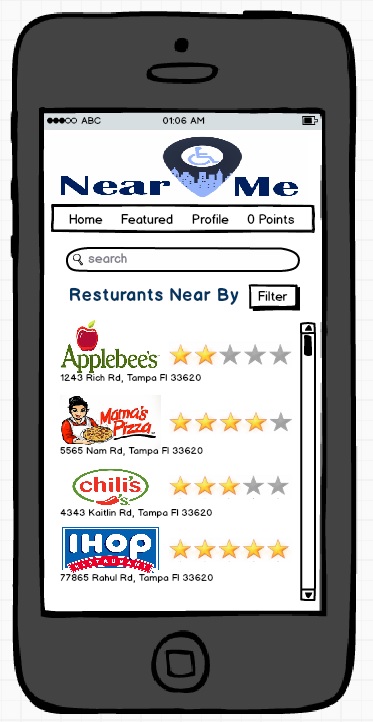 ABC 01:06 AM
Near Me
Home Featured Profile 0 Points
search
Resturants Near By Filter
Applebee's
1243 Rich Rd, Tampa Fl 33620
Mama's Pizza
5565 Nam Rd, Tampa Fl 33620
chili's
4343 Kaitlin Rd, Tampa Fl 33620
IHOP
77865 Rahul Rd, Tampa Fl 33620